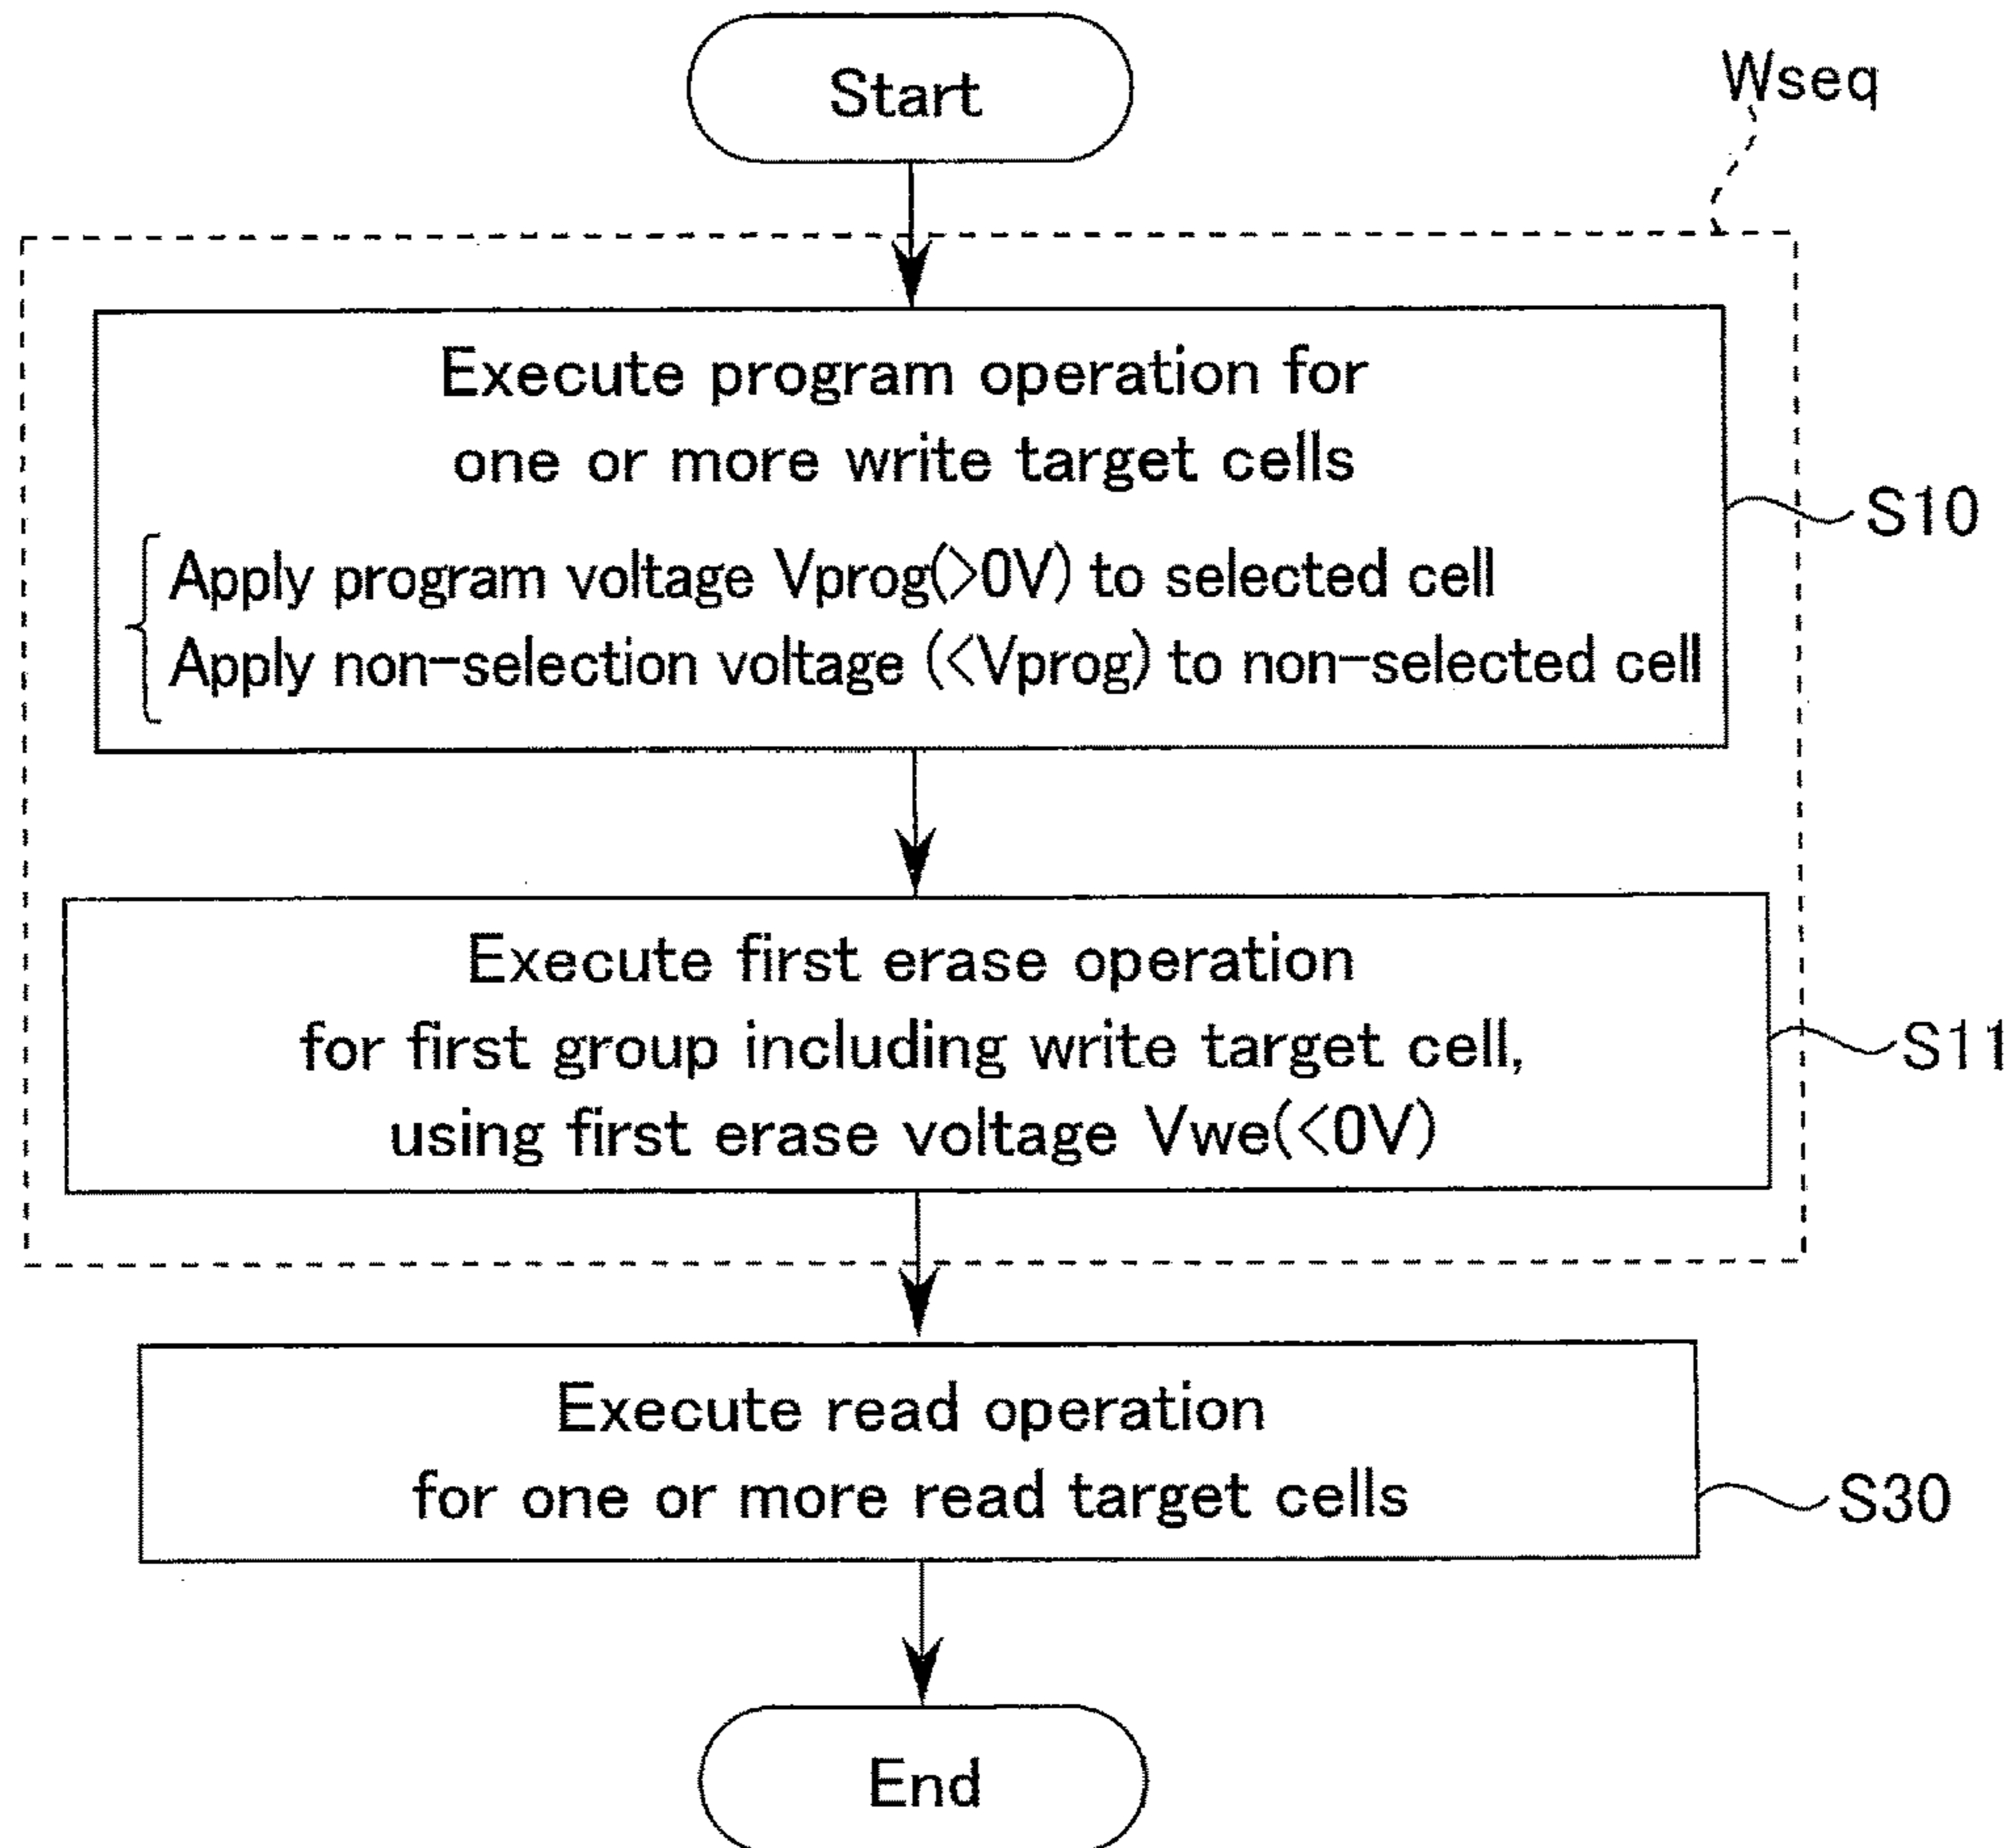 Start
Wseq
Execute program operation for
one or more write target cells
Apply program voltage Vprog(>0V) to selected cell
Apply non-selection voltage (<Vprog) to non-selected cell
S10
Execute first erase operation
for first group including write target cell,
using first erase voltage Vwe(<0V)
S11
Execute read operation
for one or more read target cells
S30
End